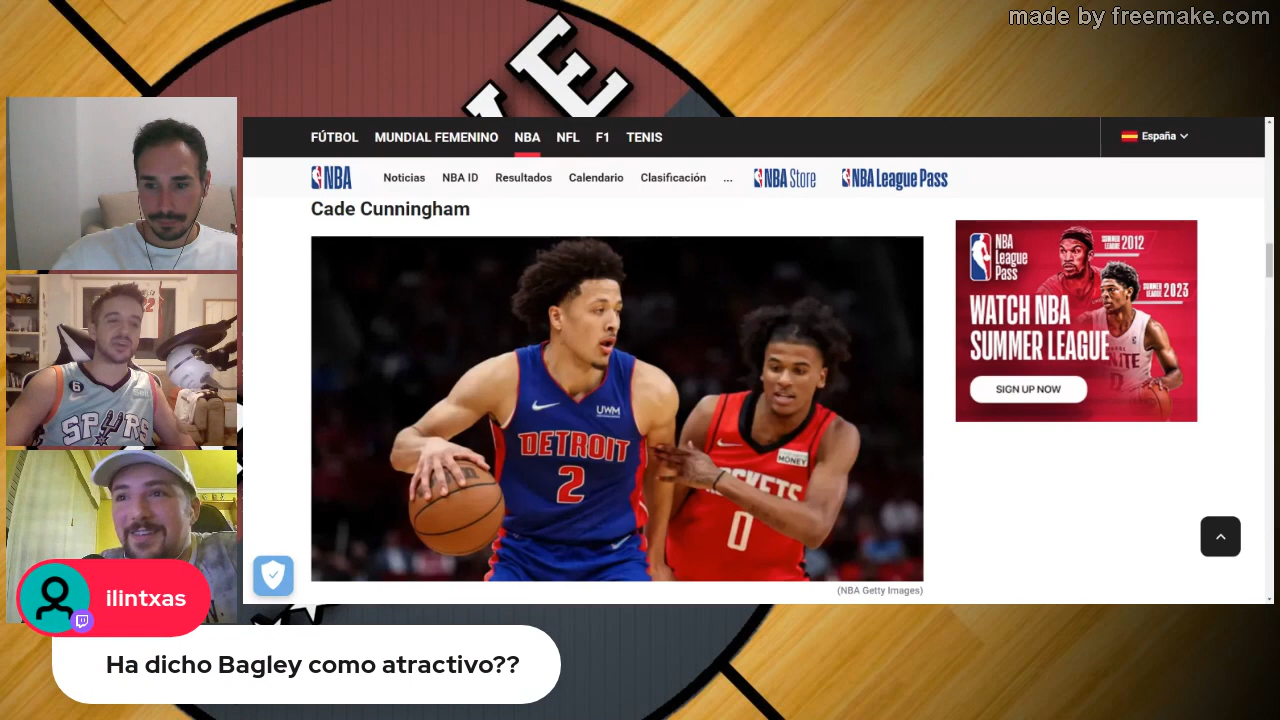 made by freemake.com
VE
FÚTBOL MUNDIAL FEMENINO NBA NFL F1 TENIS
España
NBA Noticias NBA ID Resultados Calendario Clasificación ... NBA Store NBA League Pass
Cade Cunningham
UWM
DETROIT
2
MONEY
ROCKETS
0
(NBA Getty Images)
NBA
League
Pass
SUMMER LEAGUE 2012
SUMMER LEAGUE 2023
WATCH NBA
SUMMER LEAGUE
SIGN UP NOW
6
SPURS
ilintxas
Ha dicho Bagley como atractivo??